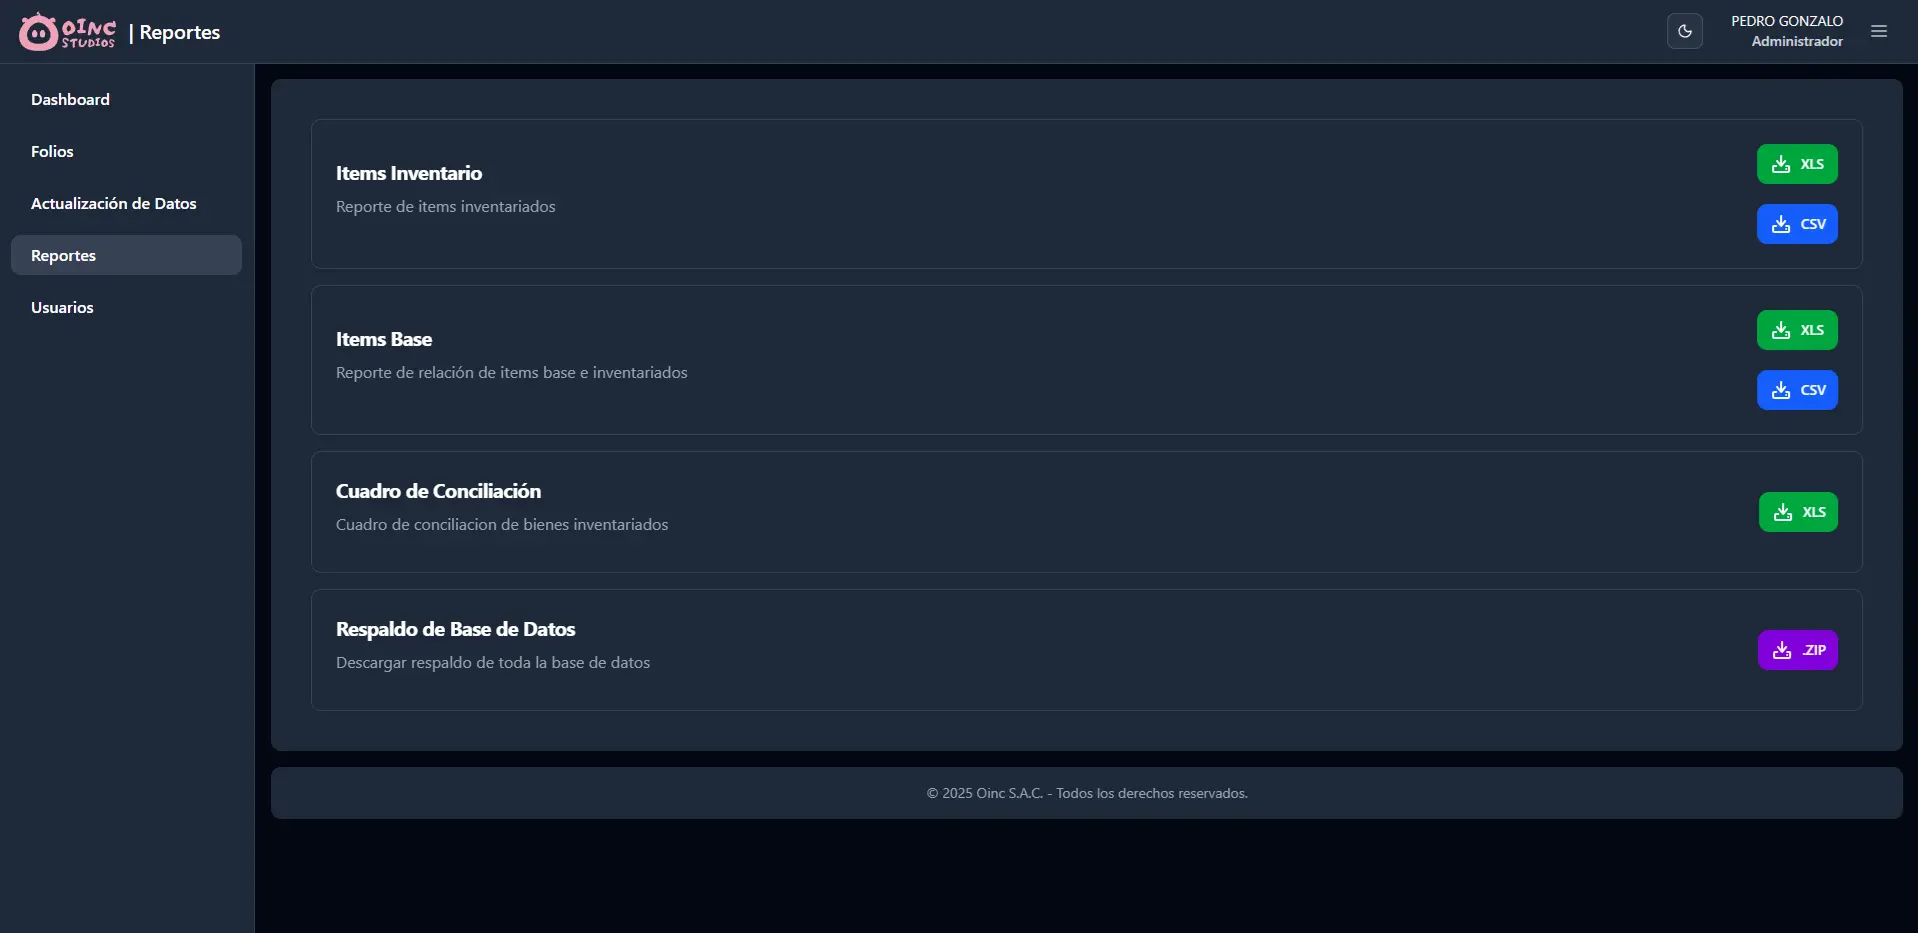 OINC
STUDIOS
| Reportes
PEDRO GONZALO
Administrador
Dashboard
Folios
Actualización de Datos
Reportes
Usuarios
Items Inventario
Reporte de items inventariados
XLS
CSV
Items Base
Reporte de relación de items base e inventariados
XLS
CSV
Cuadro de Conciliación
Cuadro de conciliacion de bienes inventariados
XLS
Respaldo de Base de Datos
Descargar respaldo de toda la base de datos
.ZIP
© 2025 Oinc S.A.C. - Todos los derechos reservados.